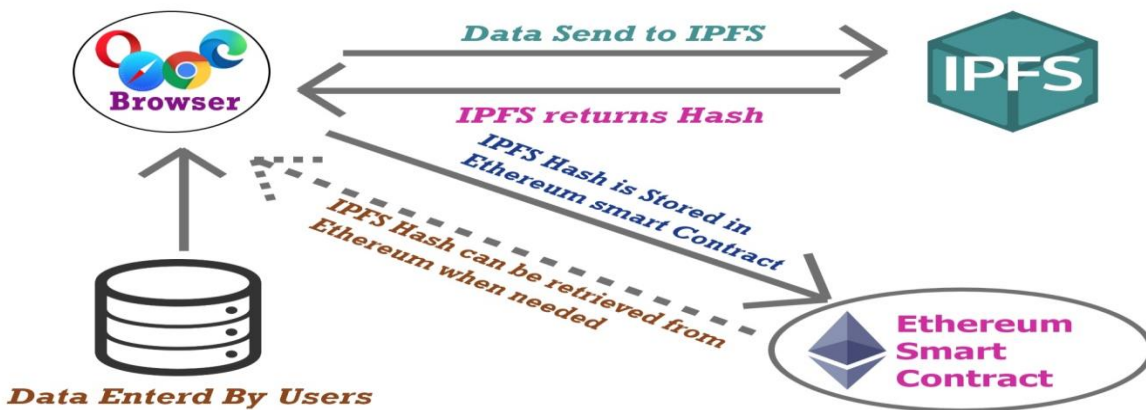 Data Send to IPFS
IPFS
Browser
IPFS returns Hash
IPFS Hash is Stored in
Ethereum smart Contract
IPFS Hash can be retrieved from
Ethereum when needed
Ethereum
Smart
Contract
Data Enterd By Users